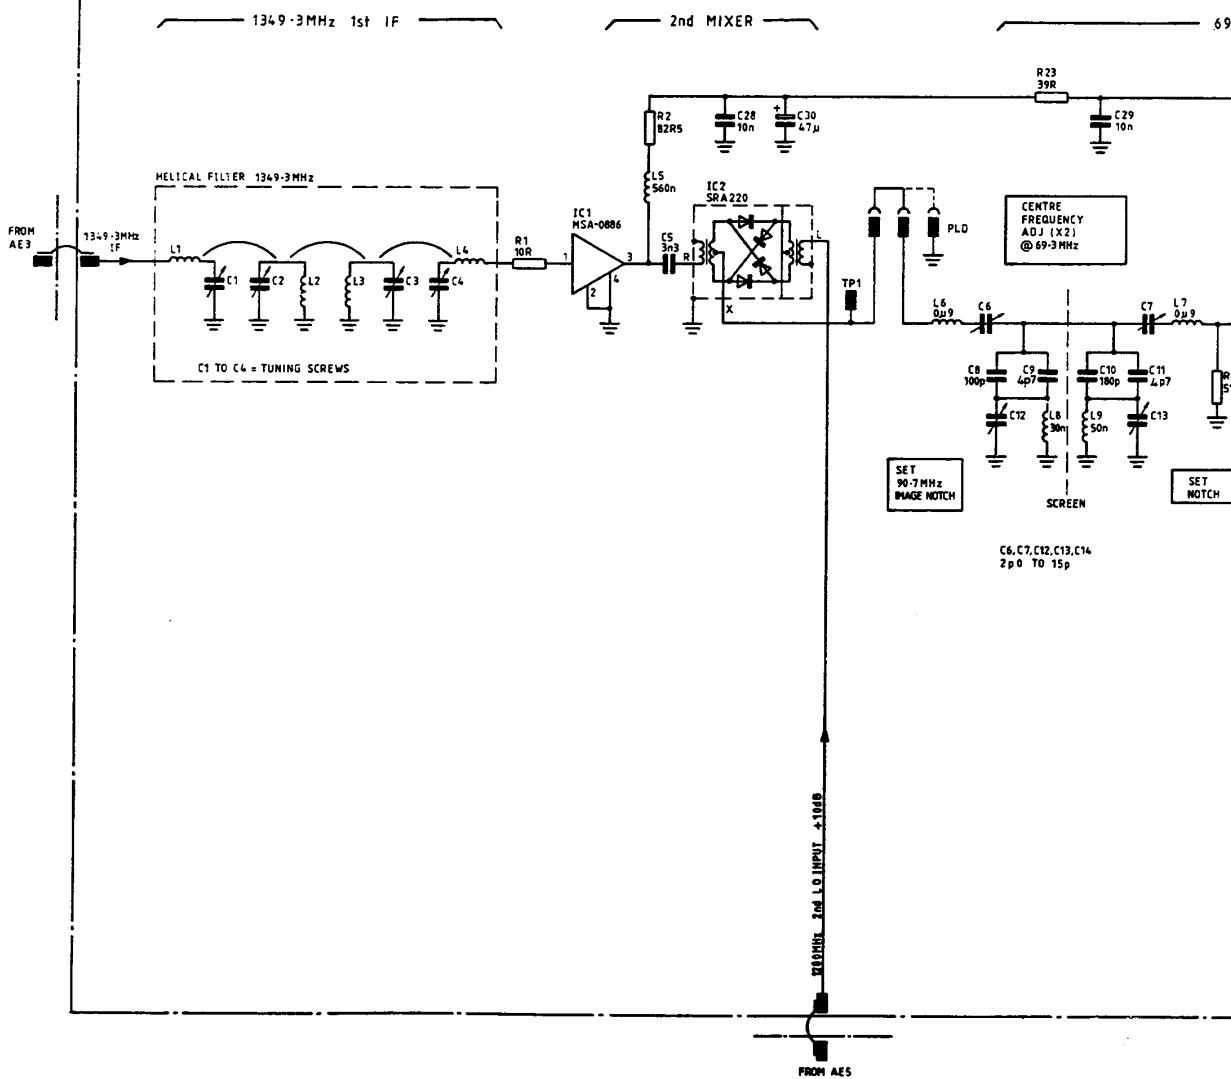 1349·3MHz 1st IF
2nd MIXER
69
R23
39R
R2
82R5
C28
10n
+
C30
47µ
C29
10n
HELICAL FILTER 1349·3MHz
L5
560n
IC2
SRA220
FROM
AE3
1349·3MHz
IF
L1
C1
C2
L2
L3
C3
L4
C4
R1
10R
IC1
MSA-0886
1
3
4
2
C5
3n3
R
L
X
TP1
PLD
CENTRE
FREQUENCY
ADJ (X2)
@ 69·3MHz
C1 TO C4 = TUNING SCREWS
L6
0µ9
C6
C7
L7
0µ9
C8
100p
C9
4p7
C10
180p
C11
4p7
R
5
C12
L8
30n
L9
50n
C13
SET
90·7MHz
IMAGE NOTCH
SCREEN
SET
NOTCH
C6,C7,C12,C13,C14
2p0 TO 15p
1280MHz 2nd LO INPUT +10dB
FROM AE5